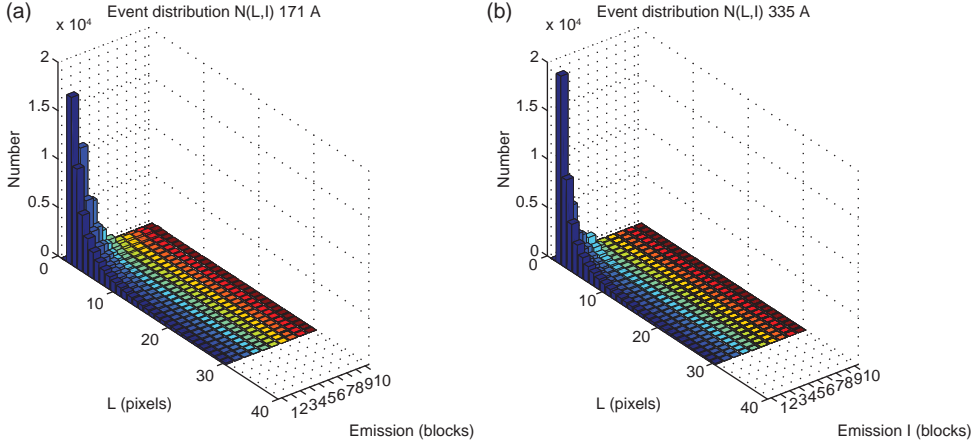 (a)
Event distribution N(L,I) 171 A
x 10⁴
2
1.5
1
0.5
0
Number
10
20
30
40
L (pixels)
1 2 3 4 5 6 7 8 9 10
Emission (blocks)
(b)
Event distribution N(L,I) 335 A
x 10⁴
2
1.5
1
0.5
0
Number
10
20
30
40
L (pixels)
1 2 3 4 5 6 7 8 9 10
Emission I (blocks)